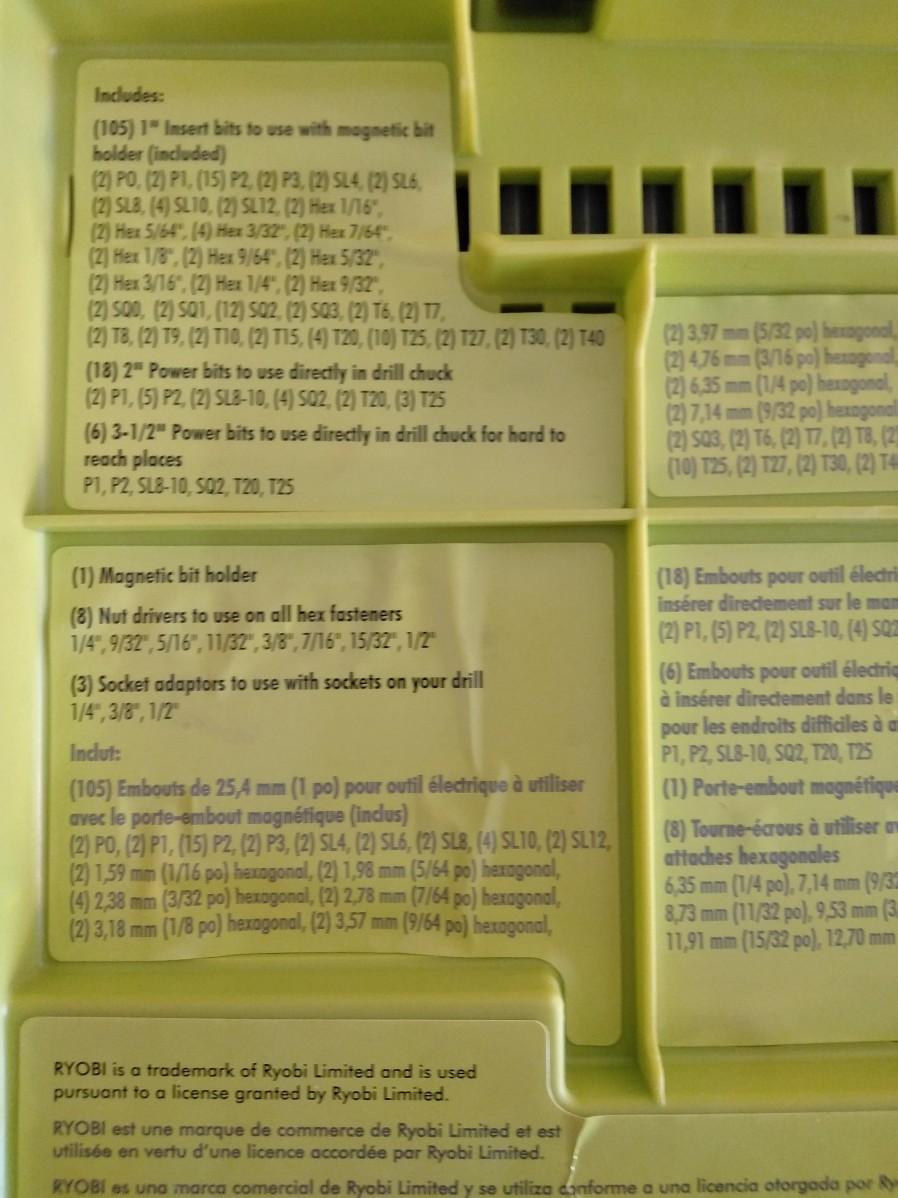 Includes:
(105) 1" Insert bits to use with magnetic bit
holder (included)
(2) P0, (2) P1, (15) P2, (2) P3, (2) SL4, (2) SL6,
(2) SL8, (4) SL10, (2) SL12, (2) Hex 1/16",
(2) Hex 5/64", (4) Hex 3/32", (2) Hex 7/64",
(2) Hex 1/8", (2) Hex 9/64", (2) Hex 5/32",
(2) Hex 3/16", (2) Hex 1/4", (2) Hex 9/32",
(2) SQ0, (2) SQ1, (12) SQ2, (2) SQ3, (2) T6, (2) T7,
(2) T8, (2) T9, (2) T10, (2) T15, (4) T20, (10) T25, (2) T27, (2) T30, (2) T40
(18) 2" Power bits to use directly in drill chuck
(2) P1, (5) P2, (2) SL8-10, (4) SQ2, (2) T20, (3) T25
(6) 3-1/2" Power bits to use directly in drill chuck for hard to
reach places
P1, P2, SL8-10, SQ2, T20, T25
(1) Magnetic bit holder
(8) Nut drivers to use on all hex fasteners
1/4", 9/32", 5/16", 11/32", 3/8", 7/16", 15/32", 1/2"
(3) Socket adaptors to use with sockets on your drill
1/4", 3/8", 1/2"
Inclut:
(105) Embouts de 25,4 mm (1 po) pour outil électrique à utiliser
avec le porte-embout magnétique (inclus)
(2) P0, (2) P1, (15) P2, (2) P3, (2) SL4, (2) SL6, (2) SL8, (4) SL10, (2) SL12,
(2) 1,59 mm (1/16 po) hexagonal, (2) 1,98 mm (5/64 po) hexagonal,
(4) 2,38 mm (3/32 po) hexagonal, (2) 2,78 mm (7/64 po) hexagonal,
(2) 3,18 mm (1/8 po) hexagonal, (2) 3,57 mm (9/64 po) hexagonal,
(2) 3,97 mm (5/32 po) hexagonal,
(2) 4,76 mm (3/16 po) hexagonal,
(2) 6,35 mm (1/4 po) hexagonal,
(2) 7,14 mm (9/32 po) hexagonal
(2) SQ3, (2) T6, (2) T7, (2) T8, (2)
(10) T25, (2) T27, (2) T30, (2) T4
(18) Embouts pour outil électri
insérer directement sur le man
(2) P1, (5) P2, (2) SL8-10, (4) SQ2
(6) Embouts pour outil électriq
à insérer directement dans le
pour les endroits difficiles à a
P1, P2, SL8-10, SQ2, T20, T25
(1) Porte-embout magnétique
(8) Tourne-écrous à utiliser av
attaches hexagonales
6,35 mm (1/4 po), 7,14 mm (9/32
8,73 mm (11/32 po), 9,53 mm (3
11,91 mm (15/32 po), 12,70 mm
RYOBI is a trademark of Ryobi Limited and is used
pursuant to a license granted by Ryobi Limited.
RYOBI est une marque de commerce de Ryobi Limited et est
utilisée en vertu d'une licence accordée par Ryobi Limited.
RYOBI es una marca comercial de Ryobi Limited y se utiliza conforme a una licencia otorgada por Ry